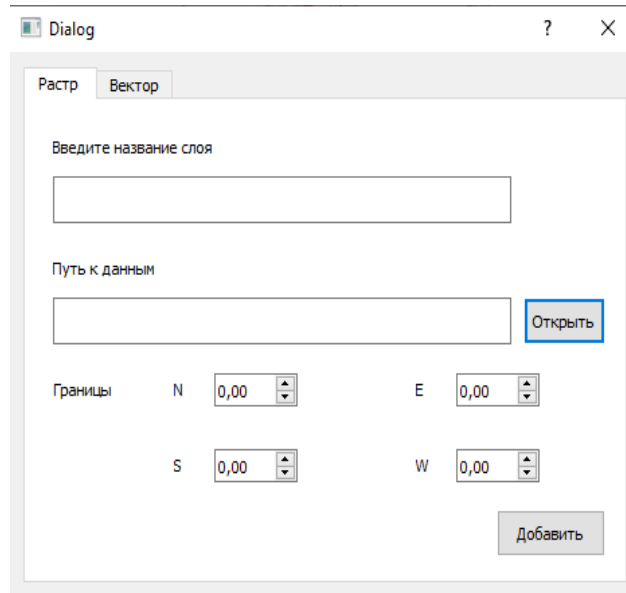 Dialog ?
Растр Вектор
Введите название слоя
Путь к данным
Открыть
Границы N 0,00 E 0,00
S 0,00 W 0,00
Добавить